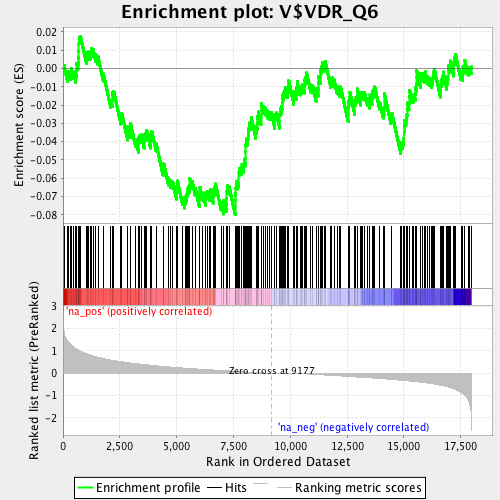 Enrichment plot: V$VDR_Q6
Enrichment score (ES)
0.02
0.01
0.00
-0.01
-0.02
-0.03
-0.04
-0.05
-0.06
-0.07
-0.08
'na_pos' (positively correlated)
Ranked list metric (PreRanked)
3
2
1
0
-1
-2
Zero cross at 9177
'na_neg' (negatively correlated)
0
2,500
5,000
7,500
10,000
12,500
15,000
17,500
Rank in Ordered Dataset
Enrichment profile
Hits
Ranking metric scores